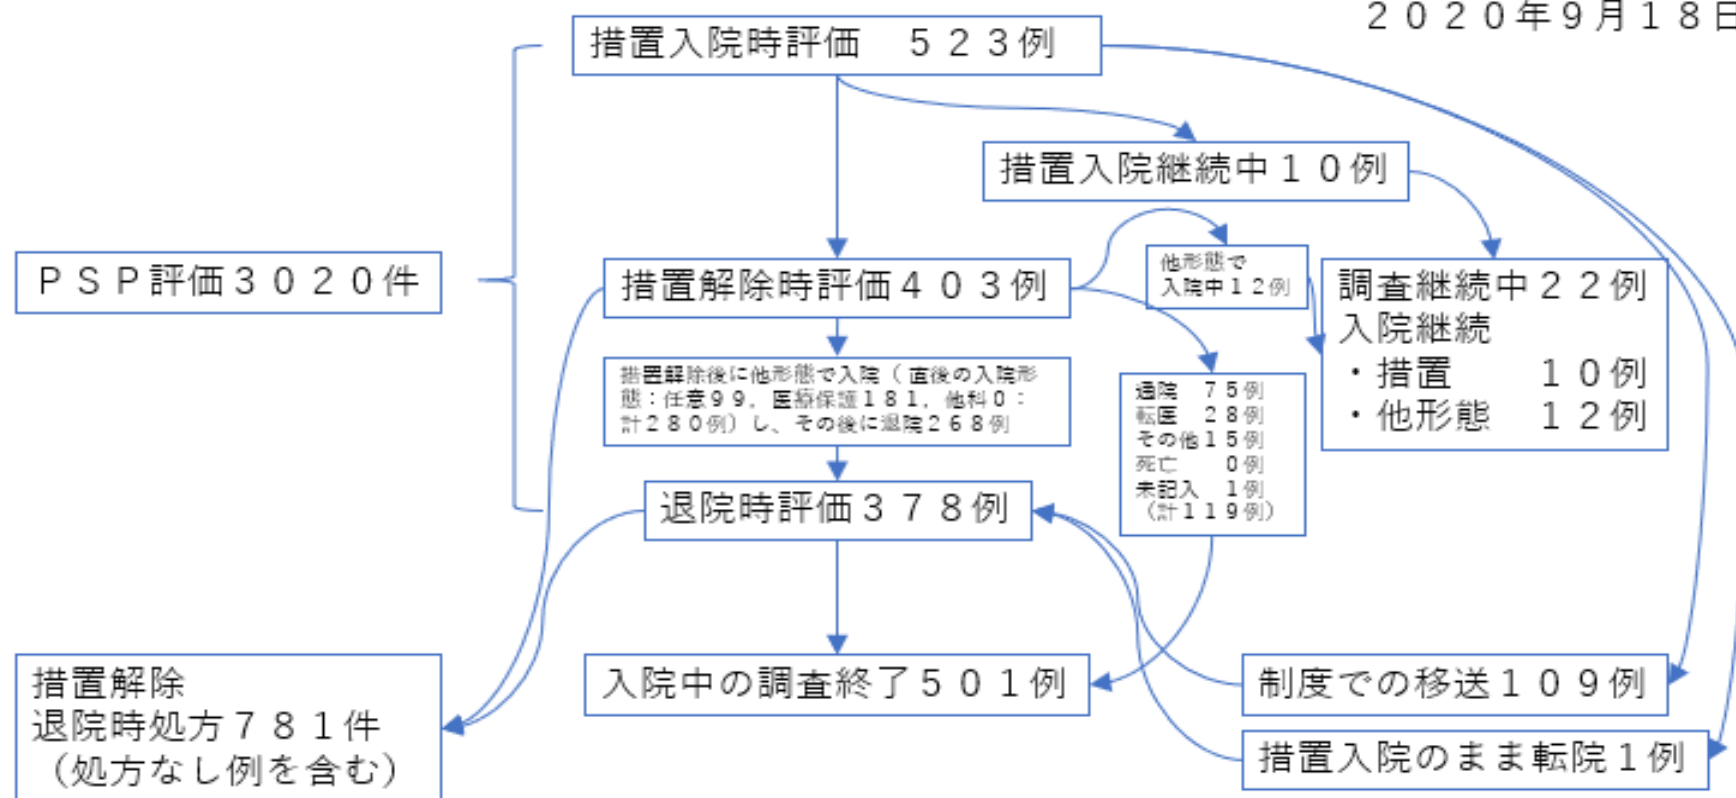 ２０２０年９月１８日
措置入院時評価　５２３例
措置入院継続中１０例
ＰＳＰ評価３０２０件
措置解除時評価４０３例
他形態で
入院中１２例
調査継続中２２例
入院継続
・措置　　１０例
・他形態　１２例
措置解除後に他形態で入院（直後の入院形
態：任意９９，医療保護１８１，他科０：
計２８０例）し、その後に退院２６８例
通院　７５例
転医　２８例
その他１５例
死亡　　０例
未記入　１例
（計１１９例）
退院時評価３７８例
措置解除
退院時処方７８１件
（処方なし例を含む）
入院中の調査終了５０１例
制度での移送１０９例
措置入院のまま転院１例